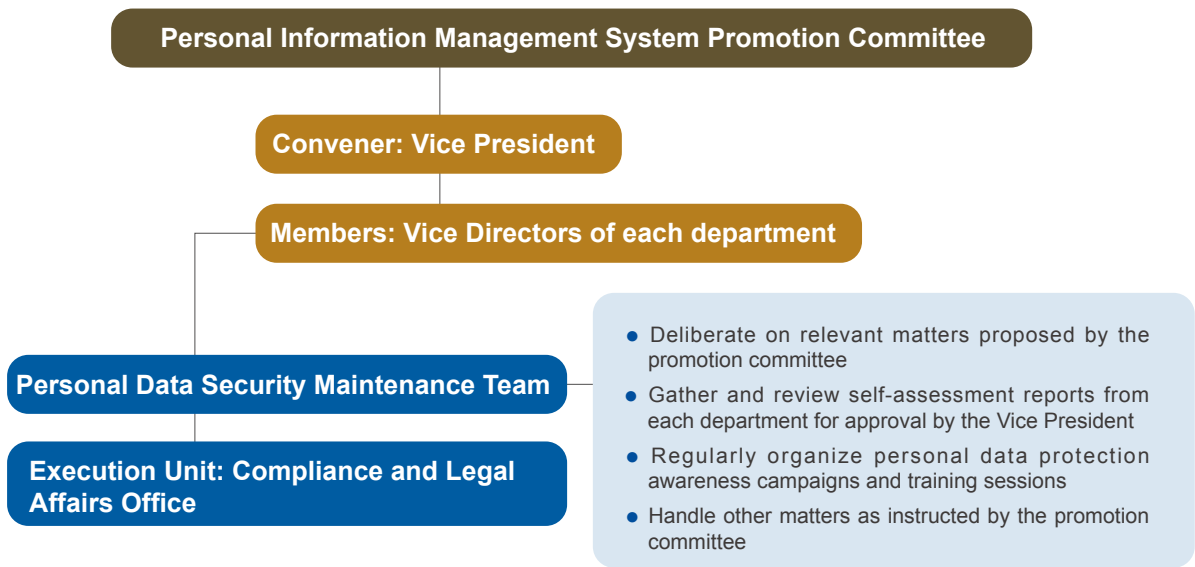 Personal Information Management System Promotion Committee
Convener: Vice President
Members: Vice Directors of each department
Personal Data Security Maintenance Team
Execution Unit: Compliance and Legal
Affairs Office
● Deliberate on relevant matters proposed by the
promotion committee
● Gather and review self-assessment reports from
each department for approval by the Vice President
● Regularly organize personal data protection
awareness campaigns and training sessions
● Handle other matters as instructed by the promotion
committee